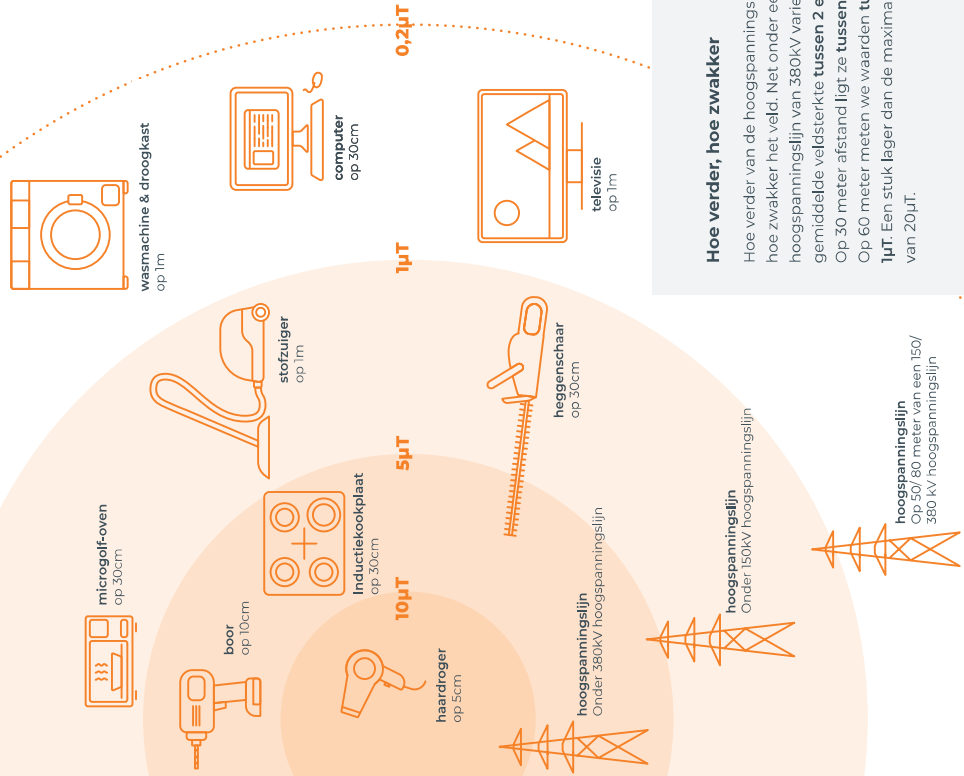 microgolf-oven
op 30cm
wasmachine & droogkast
op 1m
boor
op 10cm
stofzuiger
op 1m
computer
op 30cm
Inductiekookplaat
op 30cm
10µT
5µT
1µT
0,2µT
haardroger
op 5cm
heggenschaar
op 30cm
televisie
op 1m
hoogspanningslijn
Onder 380kV hoogspanningslijn
hoogspanningslijn
Onder 150kV hoogspanningslijn
hoogspanningslijn
Op 50/ 80 meter van een 150/
380 kV hoogspanningslijn
Hoe verder, hoe zwakker
Hoe verder van de hoogspannings
hoe zwakker het veld. Net onder ee
hoogspanningslijn van 380kV varie
gemiddelde veldsterkte tussen 2 e
Op 30 meter afstand ligt ze tussen
Op 60 meter meten we waarden tu
1µT. Een stuk lager dan de maxima
van 20µT.